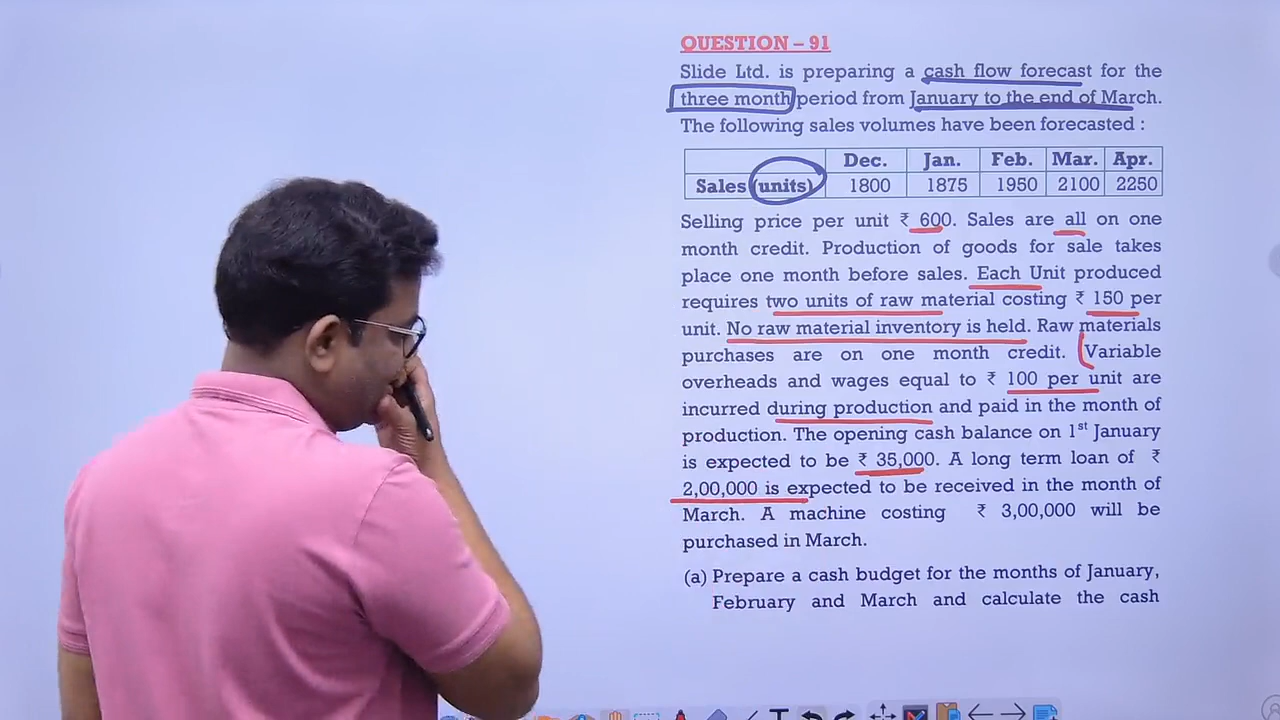 QUESTION – 91
Slide Ltd. is preparing a cash flow forecast for the
three month period from January to the end of March.
The following sales volumes have been forecasted :
Dec. Jan. Feb. Mar. Apr.
Sales (units) 1800 1875 1950 2100 2250
Selling price per unit ₹ 600. Sales are all on one
month credit. Production of goods for sale takes
place one month before sales. Each Unit produced
requires two units of raw material costing ₹ 150 per
unit. No raw material inventory is held. Raw materials
purchases are on one month credit. Variable
overheads and wages equal to ₹ 100 per unit are
incurred during production and paid in the month of
production. The opening cash balance on 1st January
is expected to be ₹ 35,000. A long term loan of ₹
2,00,000 is expected to be received in the month of
March. A machine costing ₹ 3,00,000 will be
purchased in March.
(a) Prepare a cash budget for the months of January,
February and March and calculate the cash